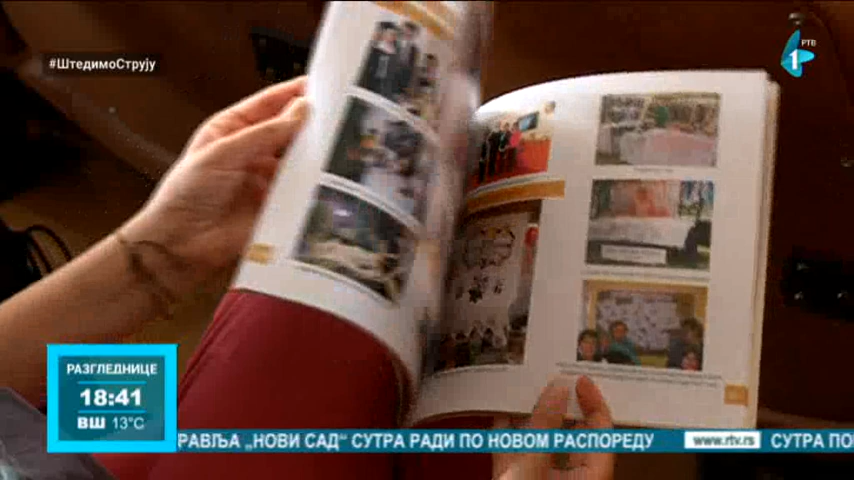 #ШтедимоСтрују
РТВ
1
РАЗГЛЕДНИЦЕ
18:41
ВШ 13°C
РАВЉА „НОВИ САД“ СУТРА РАДИ ПО НОВОМ РАСПОРЕДУ www.rtv.rs СУТРА ПО